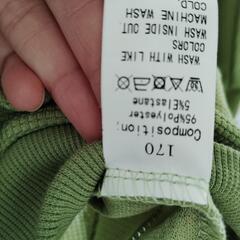 170
Composition;
95%Polyester
5%Elastane
WASH WITH LIKE
COLORS
WASH INSIDE OUT
MACHINE WASH
COLD.